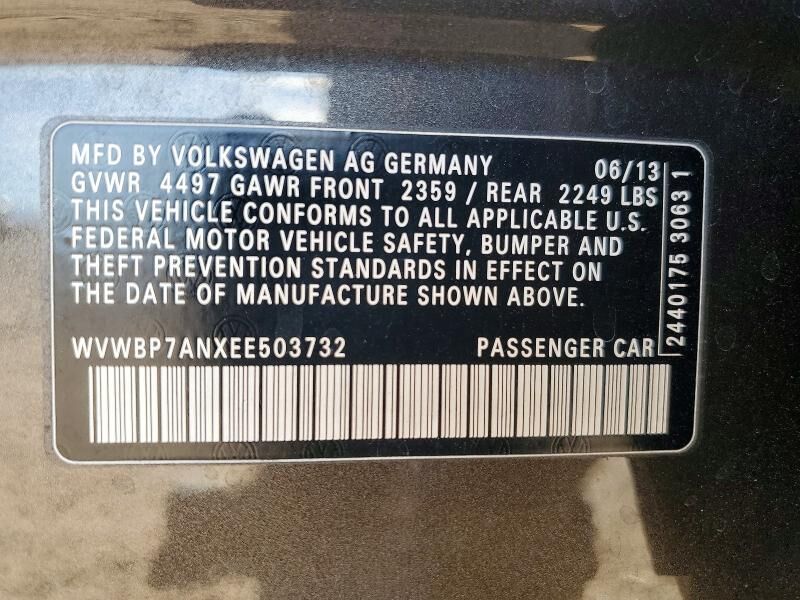 MFD BY VOLKSWAGEN AG GERMANY 06/13
GVWR 4497 GAWR FRONT 2359 / REAR 2249 LBS
THIS VEHICLE CONFORMS TO ALL APPLICABLE U.S.
FEDERAL MOTOR VEHICLE SAFETY, BUMPER AND
THEFT PREVENTION STANDARDS IN EFFECT ON
THE DATE OF MANUFACTURE SHOWN ABOVE.
WVWBP7ANXEE503732 PASSENGER CAR
2440175 3063 1